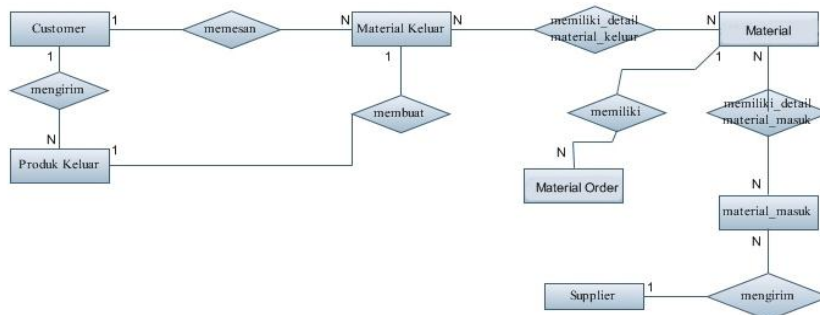 1
N
N
memiliki_detail
material_keluar
N
Customer
memesan
Material Keluar
Material
1
1
1
N
mengirim
membuat
memiliki
memiliki_detail
material_masuk
N
1
N
Produk Keluar
Material Order
N
material_masuk
N
Supplier
1
mengirim